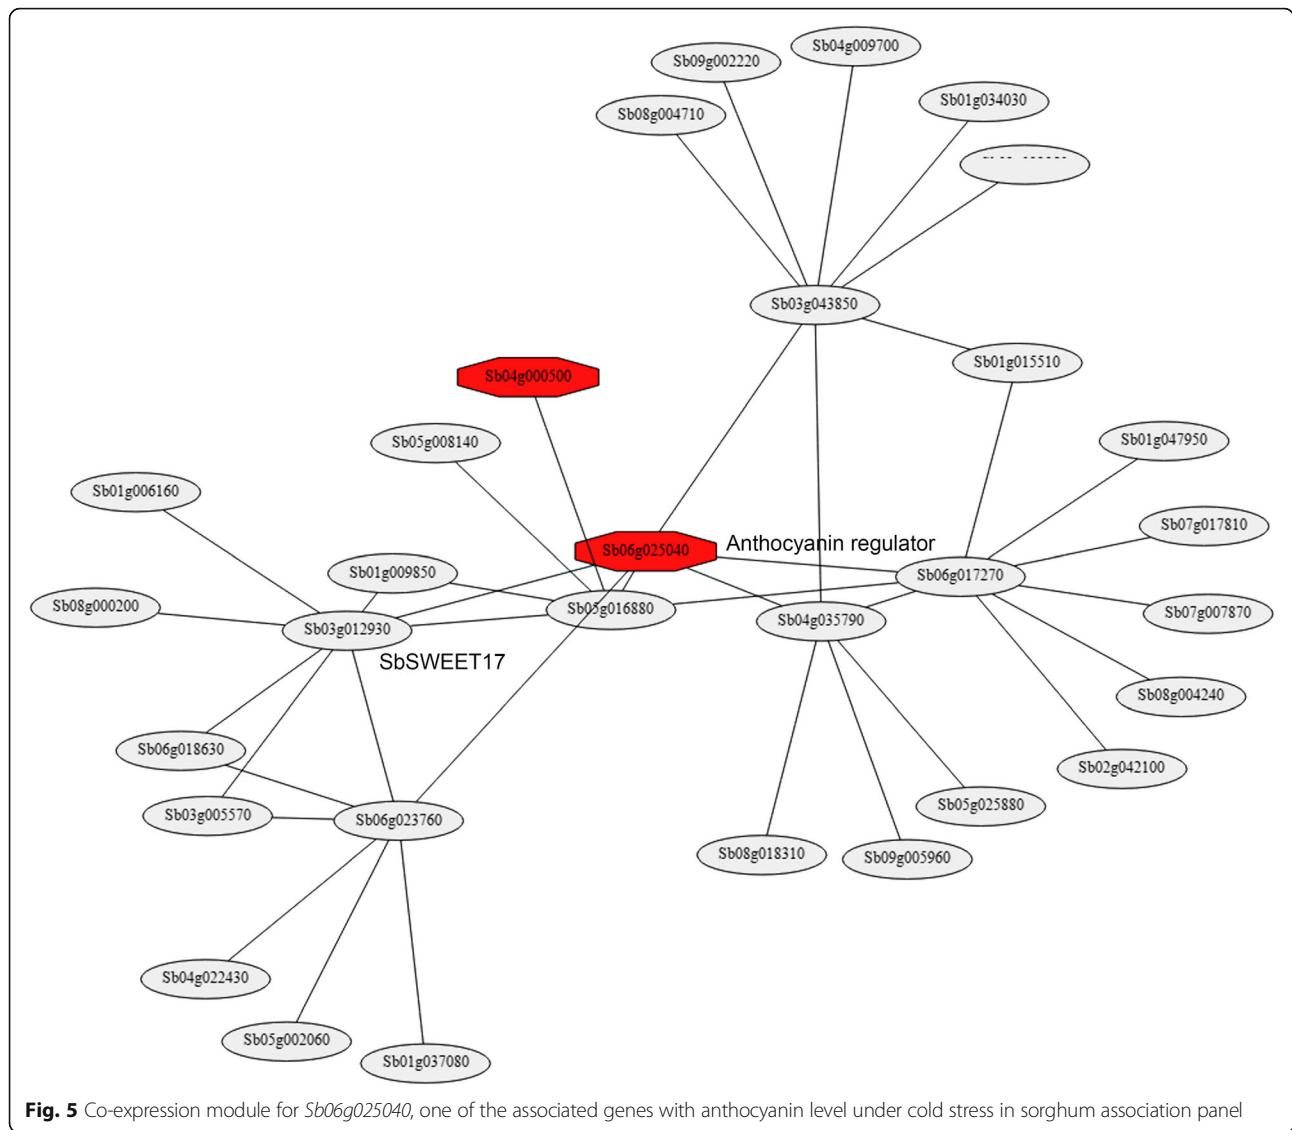 Sb04g009700
Sb09g002220
Sb01g034030
Sb08g004710
Sb03g043850
Sb01g015510
Sb04g000500
Sb05g008140
Sb01g047950
Sb01g006160
Sb07g017810
Sb06g025040 Anthocyanin regulator
Sb01g009850
Sb06g017270
Sb08g000200
Sb05g016880
Sb07g007870
Sb04g035790
Sb03g012930
SbSWEET17
Sb08g004240
Sb06g018630
Sb02g042100
Sb05g025880
Sb03g005570
Sb06g023760
Sb08g018310
Sb09g005960
Sb04g022430
Sb05g002060
Sb01g037080
Fig. 5 Co-expression module for Sb06g025040, one of the associated genes with anthocyanin level under cold stress in sorghum association panel